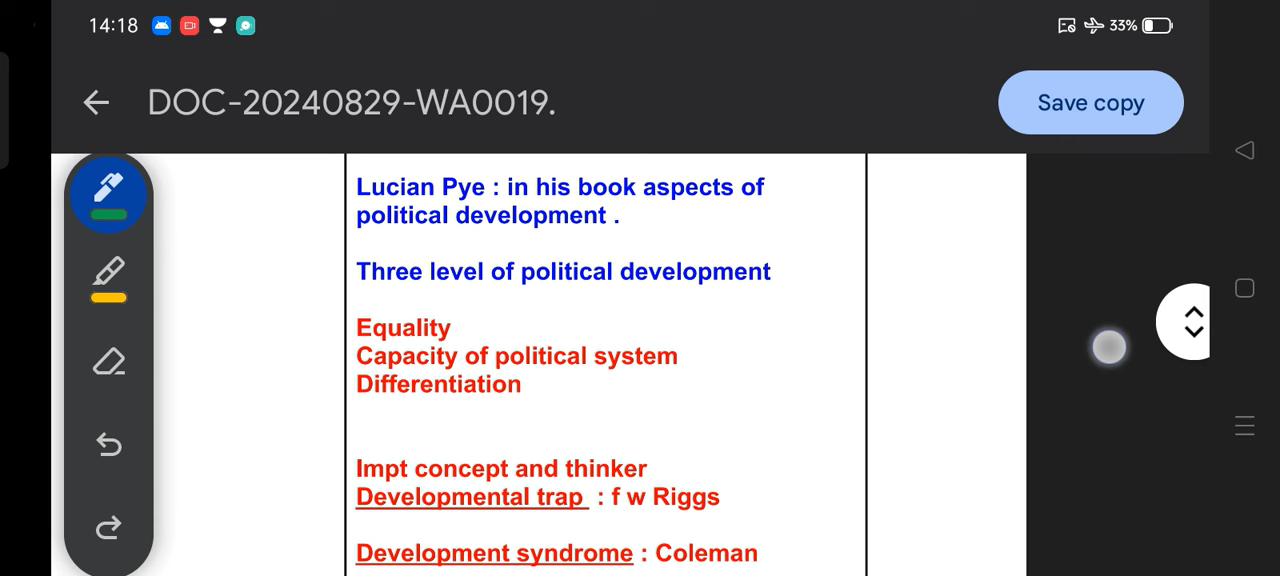 14:18
33%
DOC-20240829-WA0019.
Save copy
Lucian Pye : in his book aspects of
political development .
Three level of political development
Equality
Capacity of political system
Differentiation
Impt concept and thinker
Developmental trap : f w Riggs
Development syndrome : Coleman